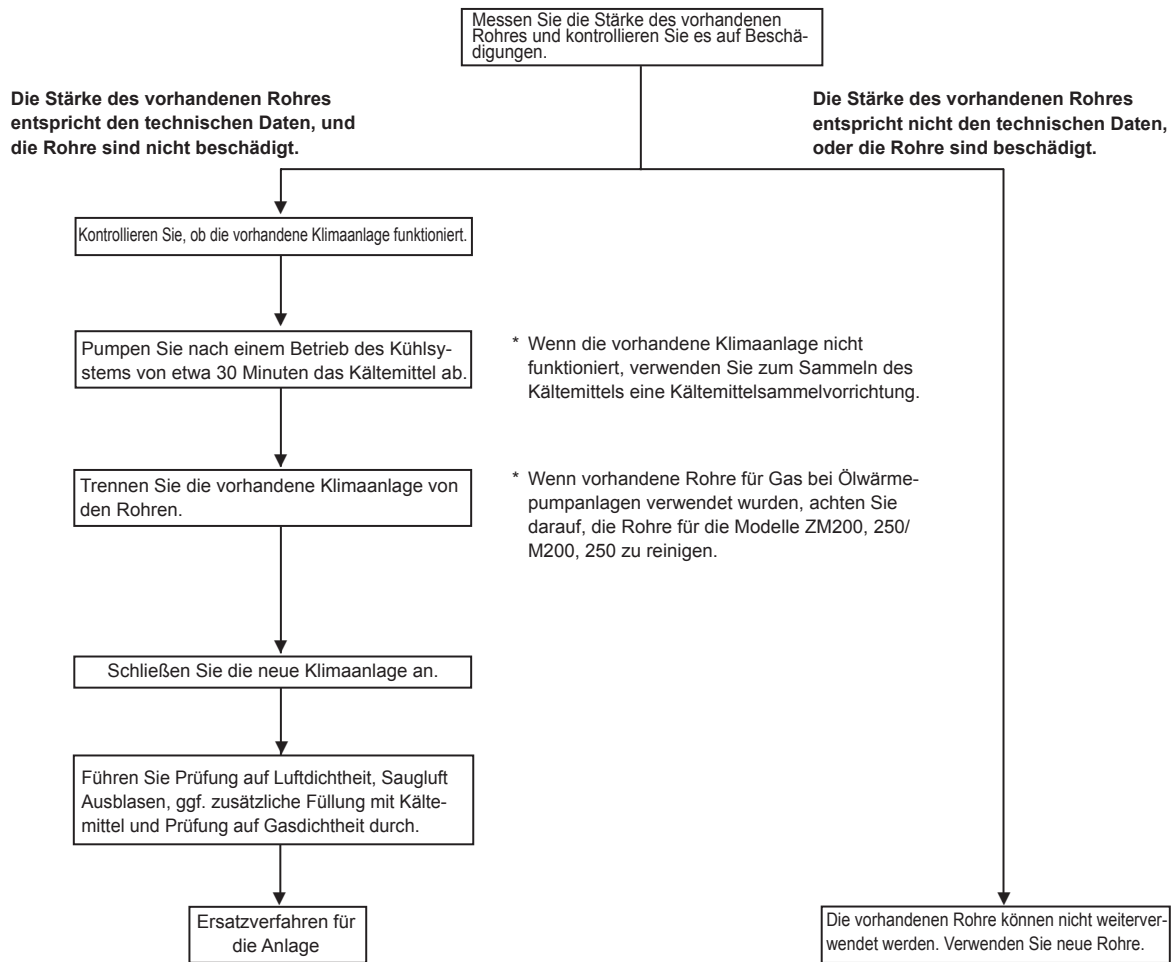 Messen Sie die Stärke des vorhandenen
Rohres und kontrollieren Sie es auf Beschä-
digungen.
Die Stärke des vorhandenen Rohres
entspricht den technischen Daten, und
die Rohre sind nicht beschädigt.
Die Stärke des vorhandenen Rohres
entspricht nicht den technischen Daten,
oder die Rohre sind beschädigt.
Kontrollieren Sie, ob die vorhandene Klimaanlage funktioniert.
Pumpen Sie nach einem Betrieb des Kühlsy-
stems von etwa 30 Minuten das Kältemittel ab.
* Wenn die vorhandene Klimaanlage nicht
funktioniert, verwenden Sie zum Sammeln des
Kältemittels eine Kältemittelsammelvorrichtung.
Trennen Sie die vorhandene Klimaanlage von
den Rohren.
* Wenn vorhandene Rohre für Gas bei Ölwärme-
pumpanlagen verwendet wurden, achten Sie
darauf, die Rohre für die Modelle ZM200, 250/
M200, 250 zu reinigen.
Schließen Sie die neue Klimaanlage an.
Führen Sie Prüfung auf Luftdichtheit, Saugluft
Ausblasen, ggf. zusätzliche Füllung mit Kälte-
mittel und Prüfung auf Gasdichtheit durch.
Ersatzverfahren für
die Anlage
Die vorhandenen Rohre können nicht weiterver-
wendet werden. Verwenden Sie neue Rohre.